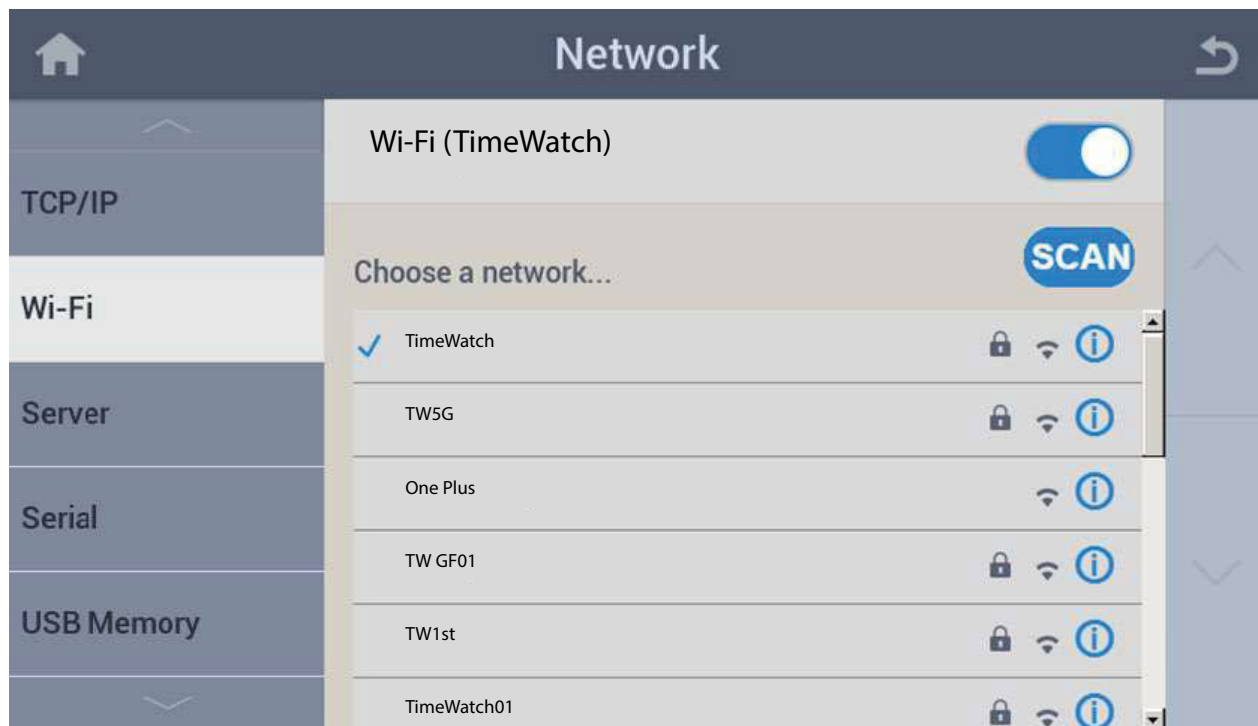 Network
Wi-Fi (TimeWatch)
TCP/IP
SCAN
Choose a network...
Wi-Fi
TimeWatch
TW5G
Server
One Plus
Serial
TW GF01
USB Memory
TW1st
TimeWatch01